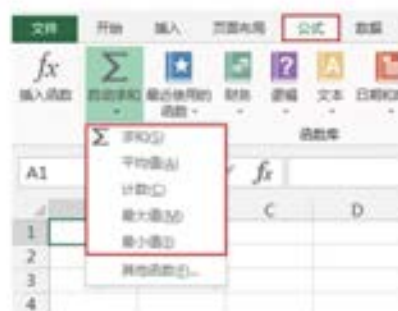 文件 开始 插入 页面布局 公式 数据
fx Σ ★ ? A
插入函数 自动求和 最近使用的函数 财务 逻辑 文本 日期和
函数库
Σ 求和(S)
平均值(A)
计数(C)
最大值(M)
最小值(I)
其他函数(F)...
A1 fx
C D
1
2
3
4